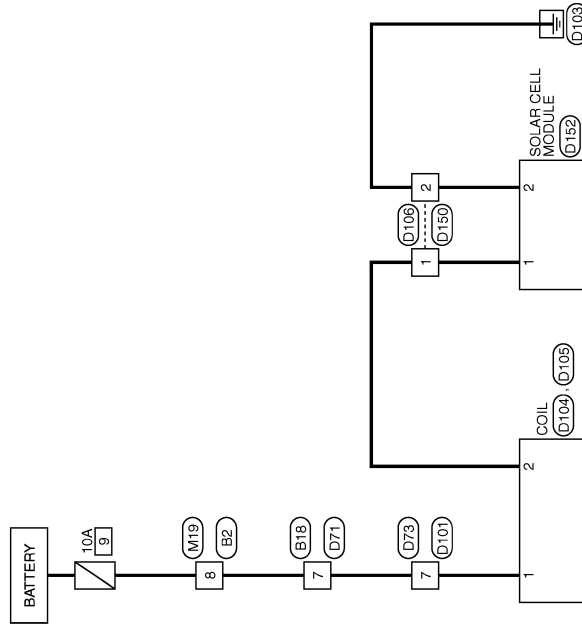 BATTERY
10A
9
8
M19
B2
7
B18
D71
7
D73
D101
1
2
COIL
D104 , D105
1
2
D106
D150
1
2
SOLAR CELL
MODULE
D152
D103